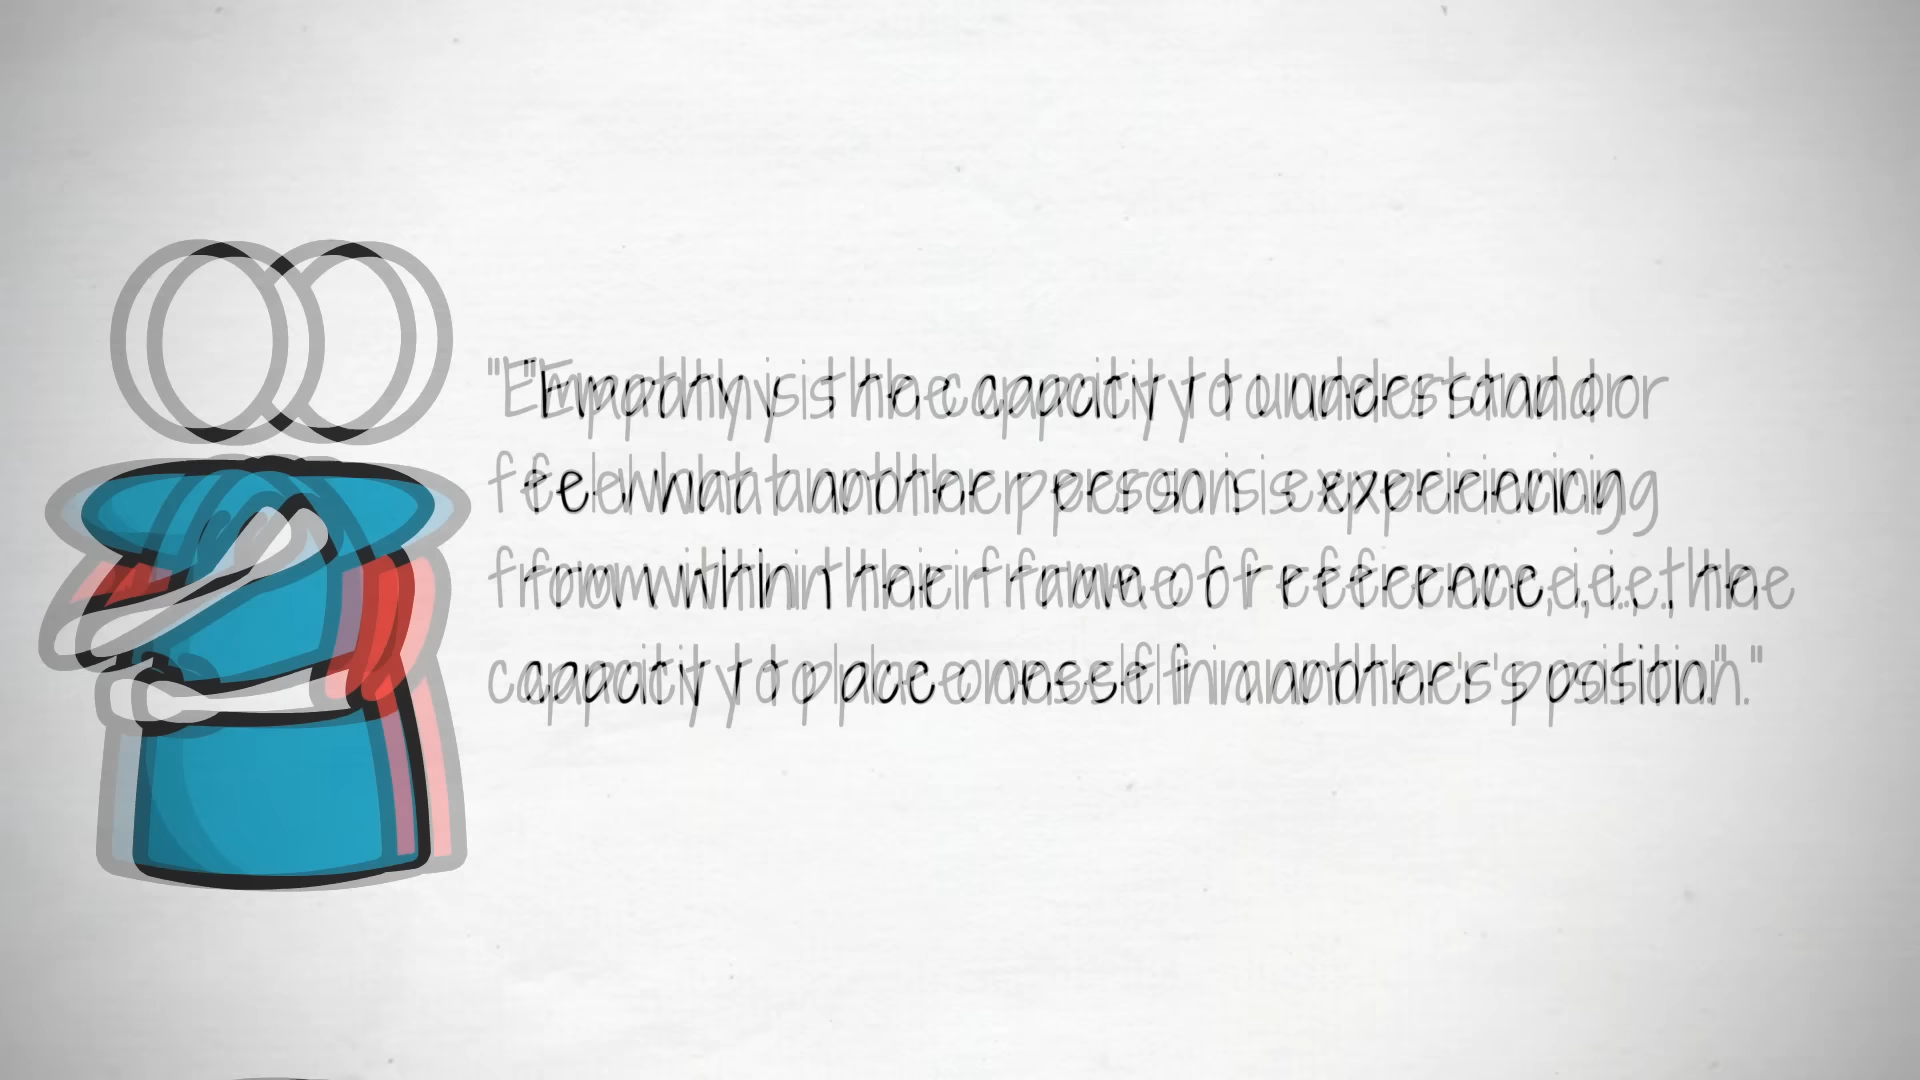 "Empathy is the capacity to understand or
feel what another person is experiencing
from within their frame of reference, i.e., the
capacity to place oneself in another's position."